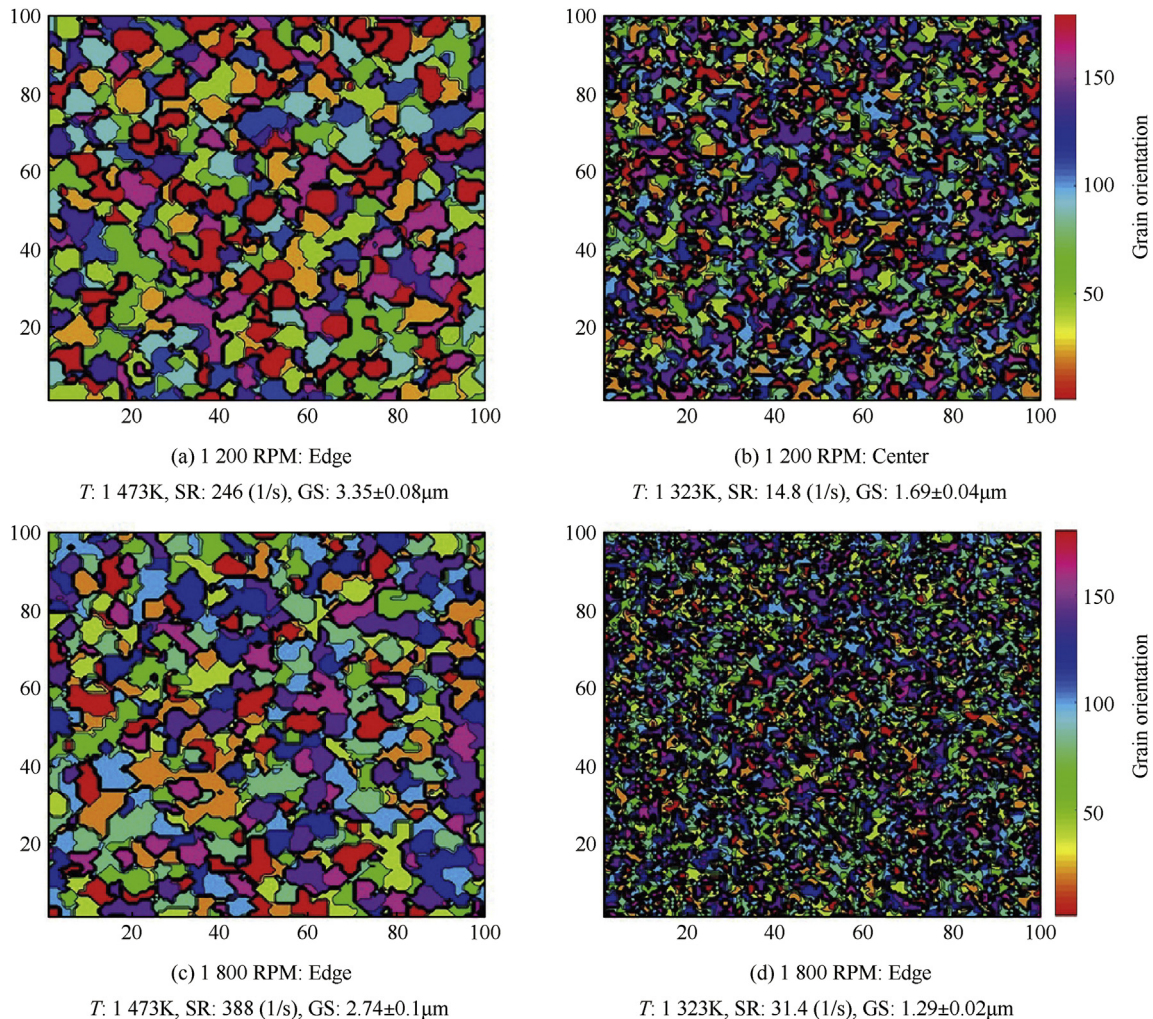 100
80
60
40
20
20 40 60 80 100
(a) 1 200 RPM: Edge
T: 1 473K, SR: 246 (1/s), GS: 3.35±0.08μm
100
80
60
40
20
20 40 60 80 100
150
100
50
Grain orientation
(b) 1 200 RPM: Center
T: 1 323K, SR: 14.8 (1/s), GS: 1.69±0.04μm
100
80
60
40
20
20 40 60 80 100
(c) 1 800 RPM: Edge
T: 1 473K, SR: 388 (1/s), GS: 2.74±0.1μm
100
80
60
40
20
20 40 60 80 100
150
100
50
Grain orientation
(d) 1 800 RPM: Edge
T: 1 323K, SR: 31.4 (1/s), GS: 1.29±0.02μm